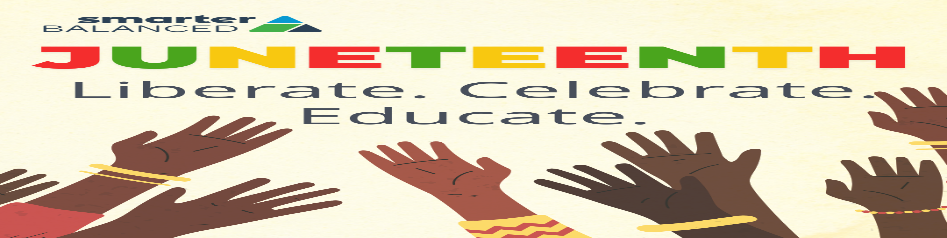 smarter
BALANCED
JUNETEENTH
Liberate. Celebrate.
Educate.